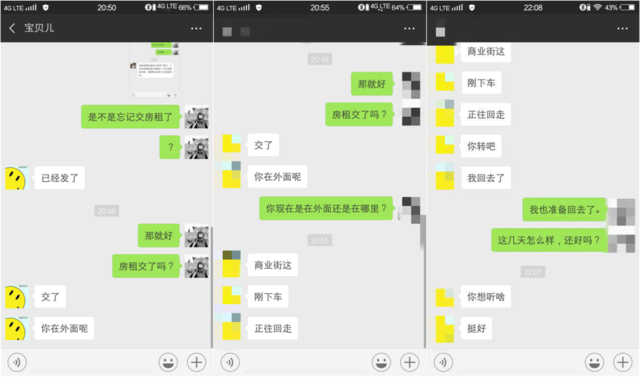 4G LTE 20:50 4G LTE 66%
宝贝儿
是不是忘记交房租了
？
已经发了
20:46
那就好
房租交了吗？
交了
你在外面呢
4G LTE 20:55 4G LTE 64%
20:46
那就好
房租交了吗？
交了
你在外面呢
你现在是在外面还是在哪里？
20:55
商业街这
刚下车
正往回走
4G LTE 22:08 43%
商业街这
刚下车
正往回走
你转吧
我回去了
我也准备回去了。
这几天怎么样，还好吗？
22:07
你想听啥
挺好